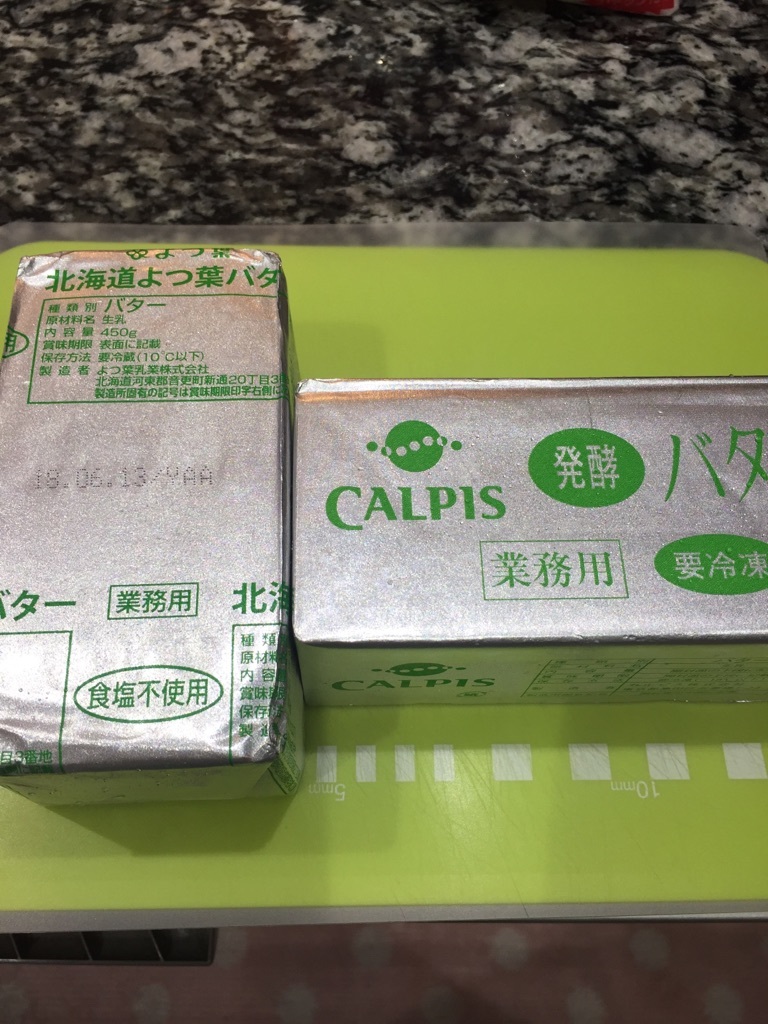 よつ葉
北海道よつ葉バタ
種類別 バター
原材料名 生乳
内容量 450g
賞味期限 表面に記載
保存方法 要冷蔵(10℃以下)
製造者 よつ葉乳業株式会社
北海道河東郡音更町新通20丁目3
製造所固有の記号は賞味期限印字右側に
用
18.06.13/YAA
バター 業務用 北海
食塩不使用
種類
原材料
内容
賞味期
保存
製造
目3番地
CALPIS 発酵 バタ
業務用 要冷凍
CALPIS
5mm
10mm